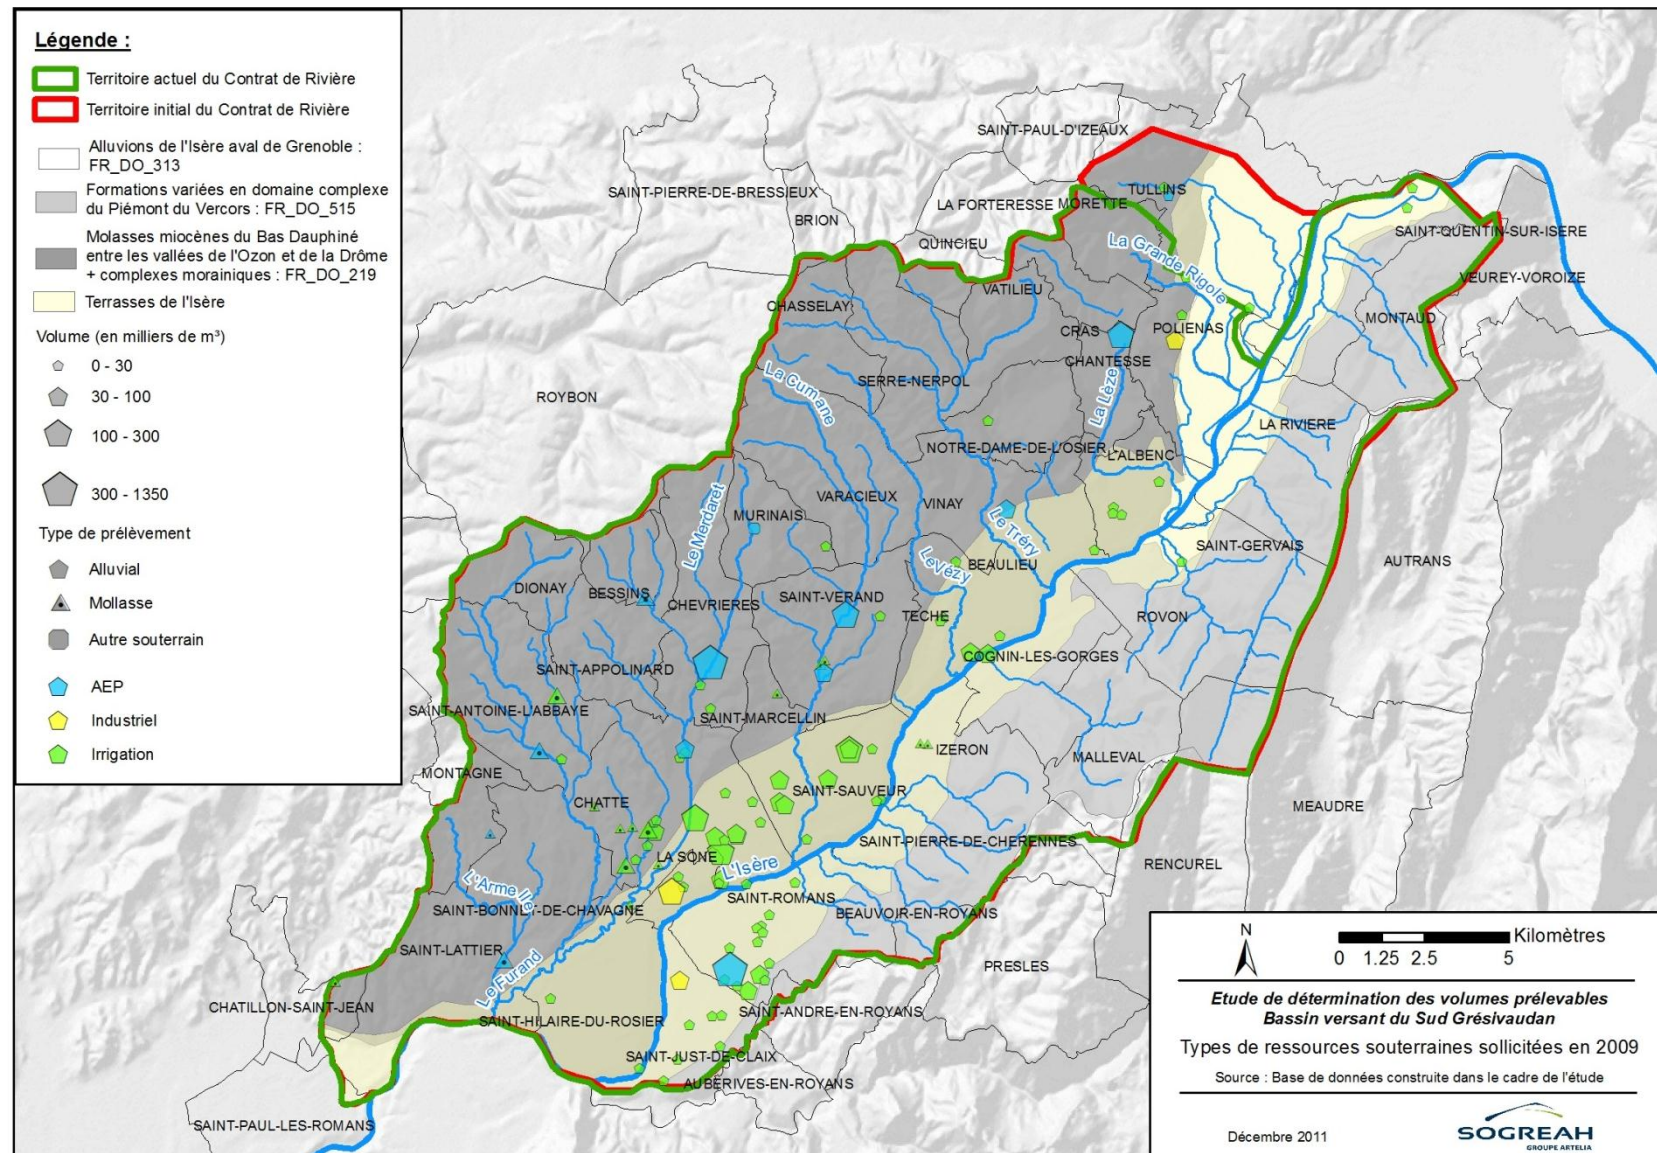 Légende :
Territoire actuel du Contrat de Rivière
Territoire initial du Contrat de Rivière
Alluvions de l'Isère aval de Grenoble :
FR_DO_313
Formations variées en domaine complexe
du Piémont du Vercors : FR_DO_515
Molasses miocènes du Bas Dauphiné
entre les vallées de l'Ozon et de la Drôme
+ complexes morainiques : FR_DO_219
Terrasses de l'Isère
Volume (en milliers de m³)
0 - 30
30 - 100
100 - 300
300 - 1350
Type de prélèvement
Alluvial
Mollasse
Autre souterrain
AEP
Industriel
Irrigation
SAINT-PAUL-D'IZEAUX
SAINT-PIERRE-DE-BRESSIEUX
TULLINS
LA FORTERESSE
MORETTE
BRION
QUINCIEU
SAINT-QUENTIN-SUR-ISERE
La Grande Rigole
VEUREY-VOROIZE
CHASSELAY
VATILIEU
MONTAUD
CRAS
POLIENAS
CHANTESSE
La Cumane
SERRE-NERPOL
La Lèze
ROYBON
LA RIVIERE
NOTRE-DAME-DE-L'OSIER
L'ALBENC
VARACIEUX
VINAY
MURINAIS
Le Merdaret
Le Tréry
SAINT-GERVAIS
AUTRANS
Le Vézy
BEAULIEU
DIONAY
BESSINS
CHEVRIERES
SAINT-VERAND
TECHE
ROVON
COGNIN-LES-GORGES
SAINT-APPOLINARD
SAINT-ANTOINE-L'ABBAYE
SAINT-MARCELLIN
IZERON
MALLEVAL
MONTAGNE
SAINT-SAUVEUR
CHATTE
MEAUDRE
SAINT-PIERRE-DE-CHERENNES
LA SONE
L'Isère
RENCUREL
L'Arme Ile
SAINT-ROMANS
SAINT-BONNET-DE-CHAVAGNE
BEAUVOIR-EN-ROYANS
SAINT-LATTIER
PRESLES
Le Furand
CHATILLON-SAINT-JEAN
SAINT-ANDRE-EN-ROYANS
SAINT-HILAIRE-DU-ROSIER
SAINT-JUST-DE-CLAIX
AUBERIVES-EN-ROYANS
SAINT-PAUL-LES-ROMANS
N
Kilomètres
0 1.25 2.5 5
Etude de détermination des volumes prélevables
Bassin versant du Sud Grésivaudan
Types de ressources souterraines sollicitées en 2009
Source : Base de données construite dans le cadre de l'étude
Décembre 2011
SOGREAH
GROUPE ARTELIA